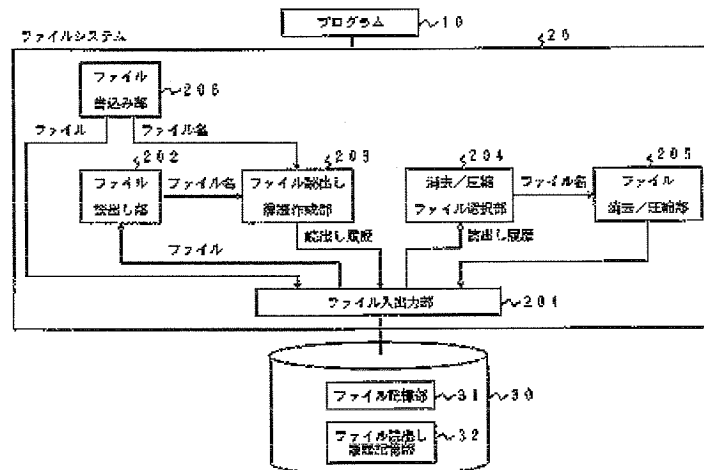 プログラム
10
ファイルシステム
20
ファイル
書込み部
206
ファイル
ファイル名
202
203
204
205
ファイル
読出し部
ファイル名
ファイル読出し
履歴作成部
消去／圧縮
ファイル選択部
ファイル名
ファイル
消去／圧縮部
読出し履歴
読出し履歴
ファイル
ファイル入出力部
201
ファイル記憶部
31
30
ファイル読出し
履歴記憶部
32